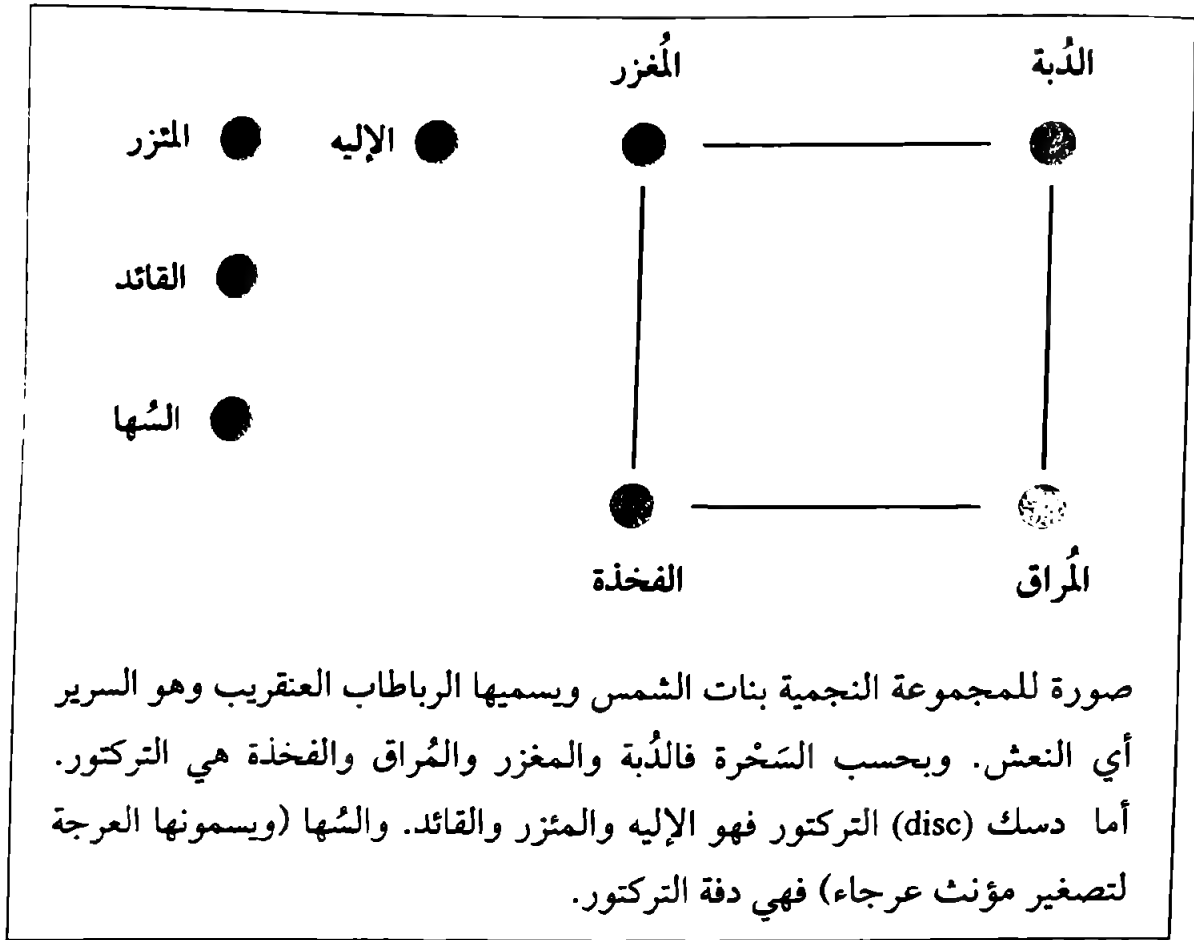 الدُبة
المُغزر
الإليه
المئزر
القائد
السُها
المُراق
الفخذة
صورة للمجموعة النجمية بنات الشمس ويسميها الرباطاب العنقريب وهو السرير
أي النعش. وبحسب السَحْرة فالدُبة والمغزر والمُراق والفخذة هي التركتور.
أما دسك (disc) التركتور فهو الإليه والمئزر والقائد. والسُها (ويسمونها العرجة
لتصغير مؤنث عرجاء) فهي دفة التركتور.